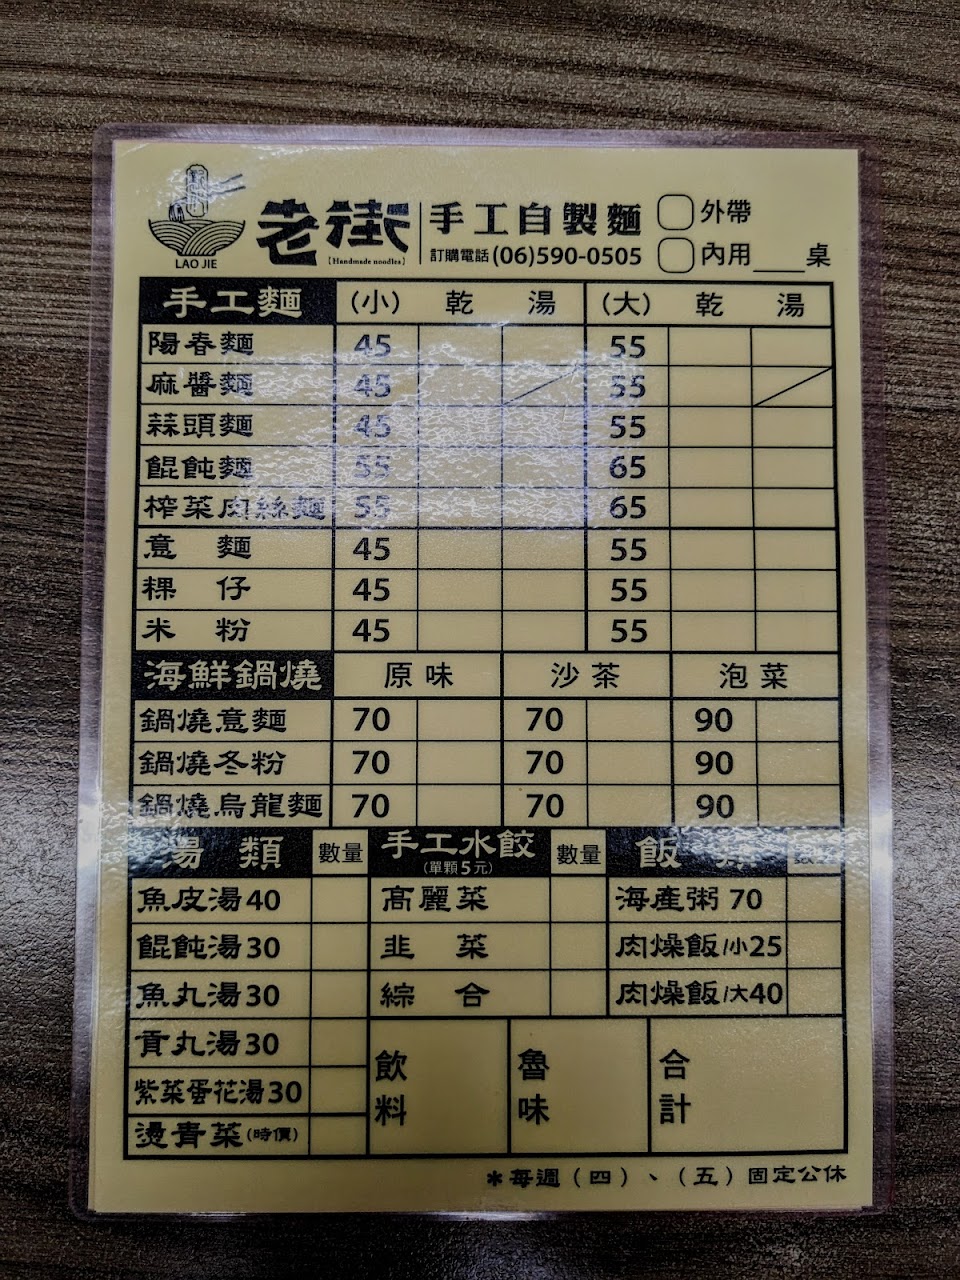 LAO JIE
老街
【Handmade noodles】
手工自製麵
訂購電話(06)590-0505
外帶
內用___桌
手工麵 (小) 乾 湯 (大) 乾 湯
陽春麵 45 55
麻醬麵 45 55
蒜頭麵 45 55
餛飩麵 55 65
榨菜肉絲麵 55 65
意麵 45 55
粿仔 45 55
米粉 45 55
海鮮鍋燒 原味 沙茶 泡菜
鍋燒意麵 70 70 90
鍋燒冬粉 70 70 90
鍋燒烏龍麵 70 70 90
湯類 數量 手工水餃 (單顆5元) 數量 飯
魚皮湯40 高麗菜 海產粥 70
餛飩湯30 韭菜 肉燥飯/小25
魚丸湯30 綜合 肉燥飯/大40
貢丸湯30
紫菜蛋花湯30
燙青菜(時價)
飲料 魯味 合計
*每週(四)、(五)固定公休